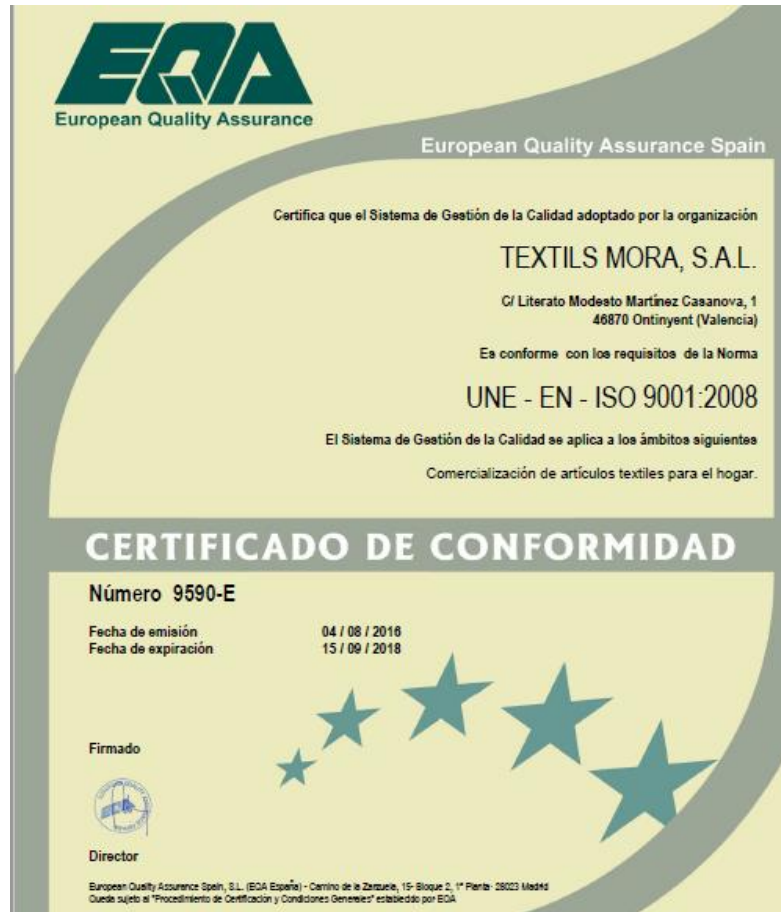 EQA
European Quality Assurance
European Quality Assurance Spain
Certifica que el Sistema de Gestión de la Calidad adoptado por la organización
TEXTILS MORA, S.A.L.
C/ Literato Modesto Martínez Casanova, 1
46870 Ontinyent (Valencia)
Es conforme con los requisitos de la Norma
UNE - EN - ISO 9001:2008
El Sistema de Gestión de la Calidad se aplica a los ámbitos siguientes
Comercialización de artículos textiles para el hogar.
CERTIFICADO DE CONFORMIDAD
Número 9590-E
Fecha de emisión 04 / 08 / 2016
Fecha de expiración 15 / 09 / 2018
Firmado
EQA
Director
European Quality Assurance Spain, S.L. (EQA España) - Camino de la Zarzuela, 15- Bloque 2, 1ª Planta- 28023 Madrid
Queda sujeto al "Procedimiento de Certificación y Condiciones Generales" establecido por EQA